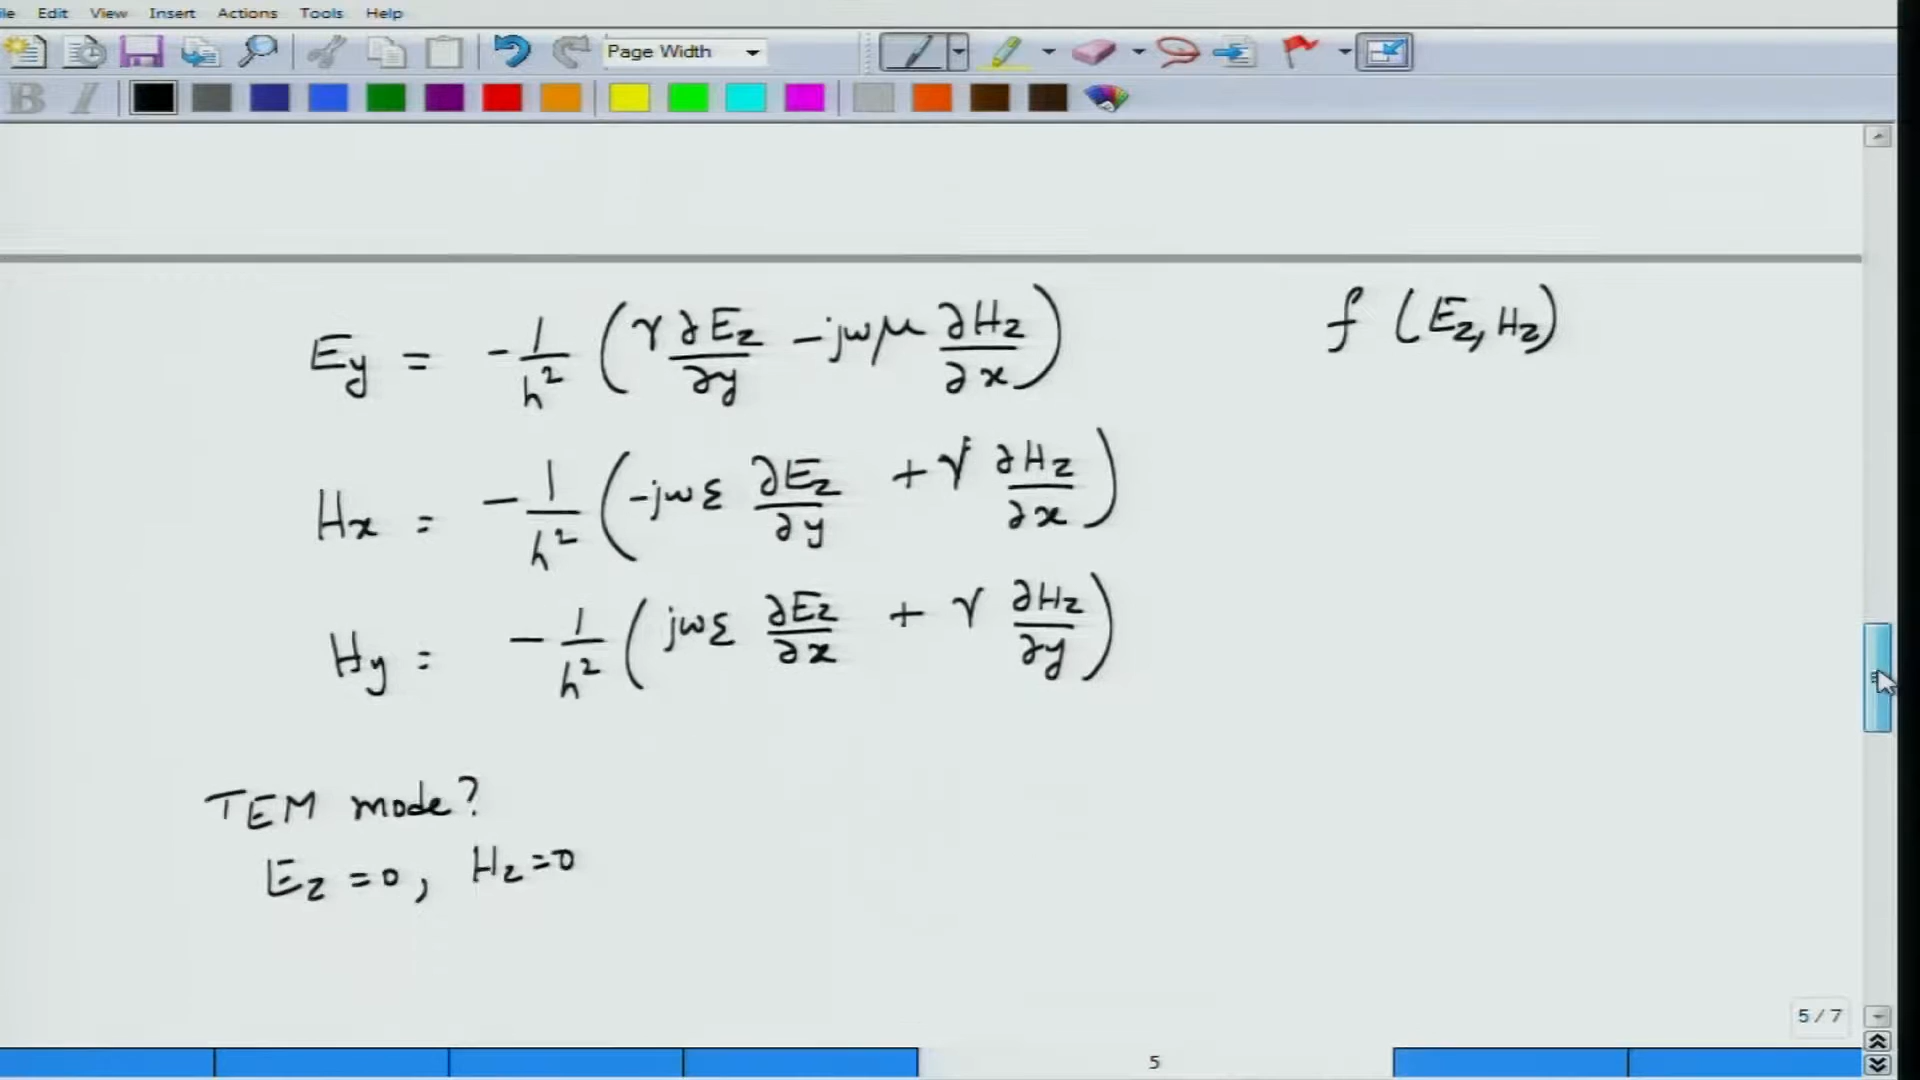 le Edit View Insert Actions Tools Help
Page Width
B I
Ey = -1/h² (γ ∂Ez/∂y - jωμ ∂Hz/∂x) f (Ez, Hz)
Hx = -1/h² (-jωε ∂Ez/∂y + γ ∂Hz/∂x)
Hy = -1/h² (jωε ∂Ez/∂x + γ ∂Hz/∂y)
TEM mode?
Ez = 0, Hz = 0
5 / 7
5